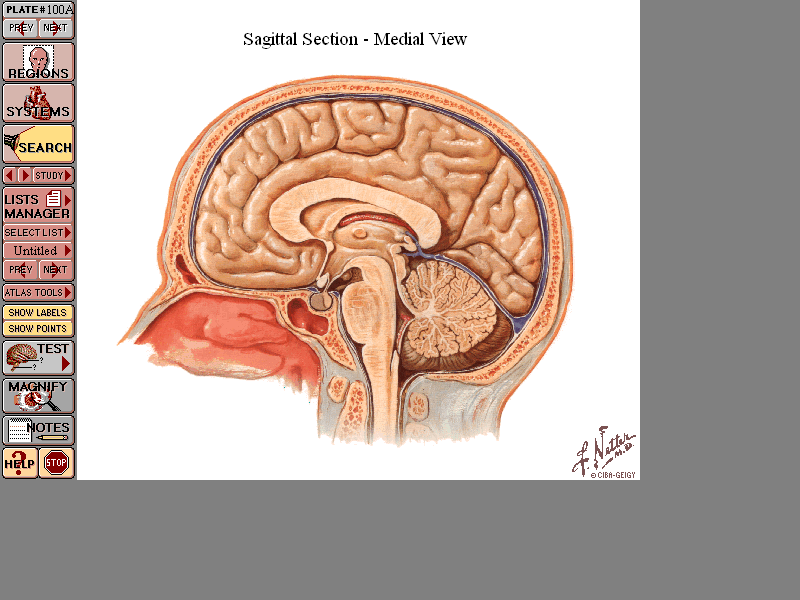 PLATE# 100A
PREV NEXT
Sagittal Section - Medial View
REGIONS
SYSTEMS
SEARCH
STUDY
LISTS
MANAGER
SELECT LIST
Untitled
PREV NEXT
ATLAS TOOLS
SHOW LABELS
SHOW POINTS
TEST
MAGNIFY
NOTES
HELP STOP
F. Netter
M.D.
© CIBA-GEIGY